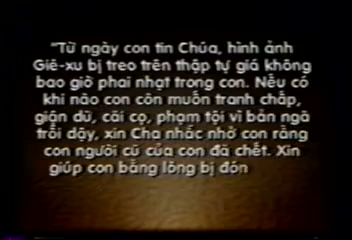 "Từ ngày con tin Chúa, hình ảnh
Giê-xu bị treo trên thập tự giá không
bao giờ phai nhạt trong con. Nếu có
khi nào con còn muốn tranh chấp,
giận dữ, cãi cọ, phạm tội vì bản ngã
trỗi dậy, xin Cha nhắc nhở con rằng
con người cũ của con đã chết. Xin
giúp con bằng lòng bị đón